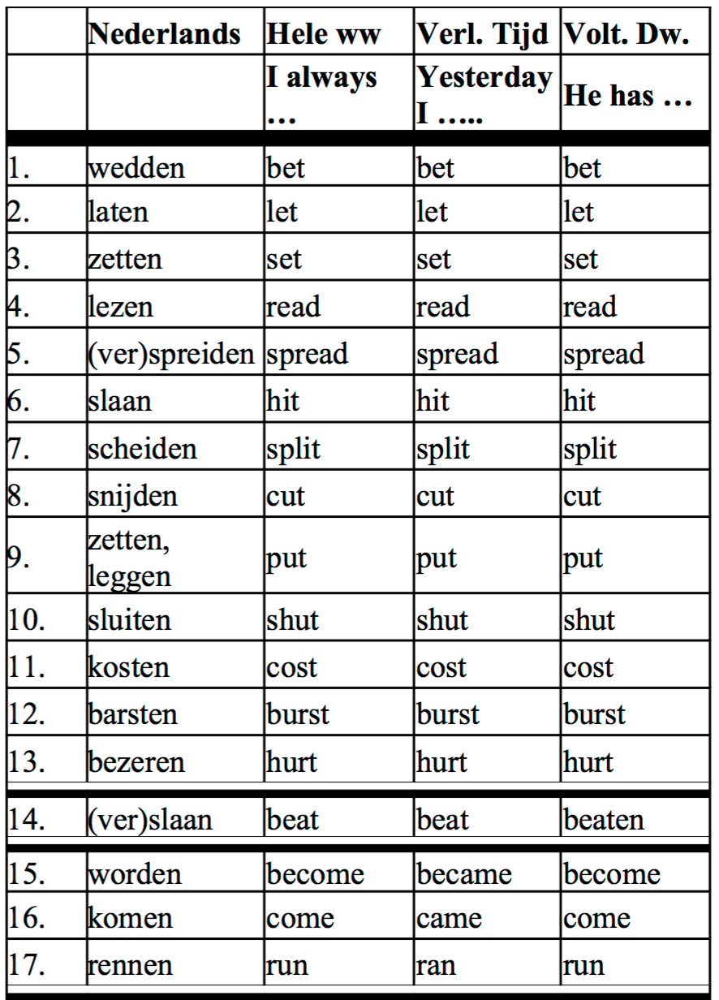 Nederlands Hele ww Verl. Tijd Volt. Dw.
I always … Yesterday I ….. He has …
1. wedden bet bet bet
2. laten let let let
3. zetten set set set
4. lezen read read read
5. (ver)spreiden spread spread spread
6. slaan hit hit hit
7. scheiden split split split
8. snijden cut cut cut
9. zetten, leggen put put put
10. sluiten shut shut shut
11. kosten cost cost cost
12. barsten burst burst burst
13. bezeren hurt hurt hurt
14. (ver)slaan beat beat beaten
15. worden become became become
16. komen come came come
17. rennen run ran run